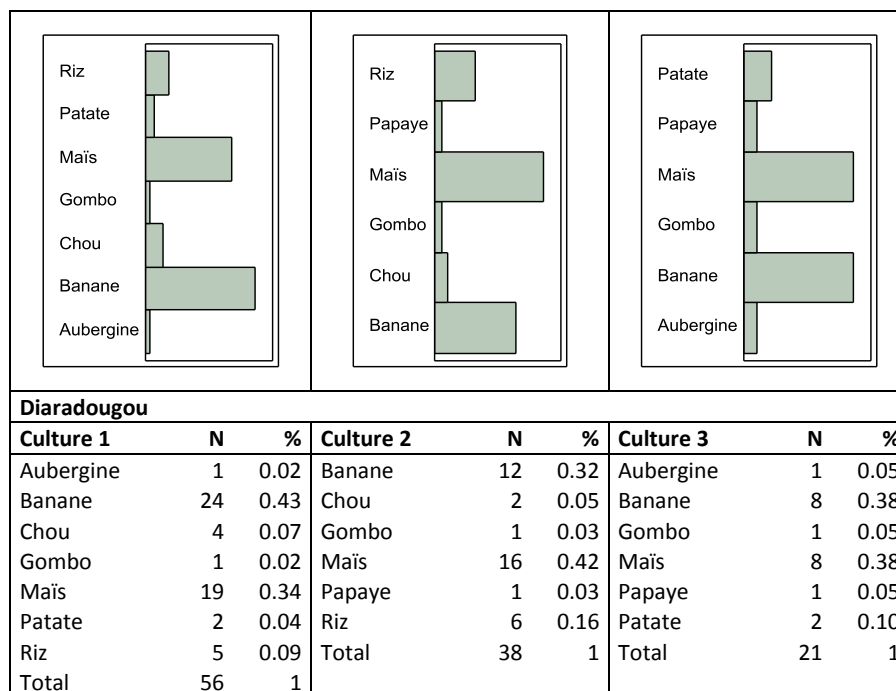 Riz
Patate
Maïs
Gombo
Chou
Banane
Aubergine
Riz
Papaye
Maïs
Gombo
Chou
Banane
Patate
Papaye
Maïs
Gombo
Banane
Aubergine
Diaradougou
Culture 1 N % Culture 2 N % Culture 3 N %
Aubergine 1 0.02 Banane 12 0.32 Aubergine 1 0.05
Banane 24 0.43 Chou 2 0.05 Banane 8 0.38
Chou 4 0.07 Gombo 1 0.03 Gombo 1 0.05
Gombo 1 0.02 Maïs 16 0.42 Maïs 8 0.38
Maïs 19 0.34 Papaye 1 0.03 Papaye 1 0.05
Patate 2 0.04 Riz 6 0.16 Patate 2 0.10
Riz 5 0.09 Total 38 1 Total 21 1
Total 56 1